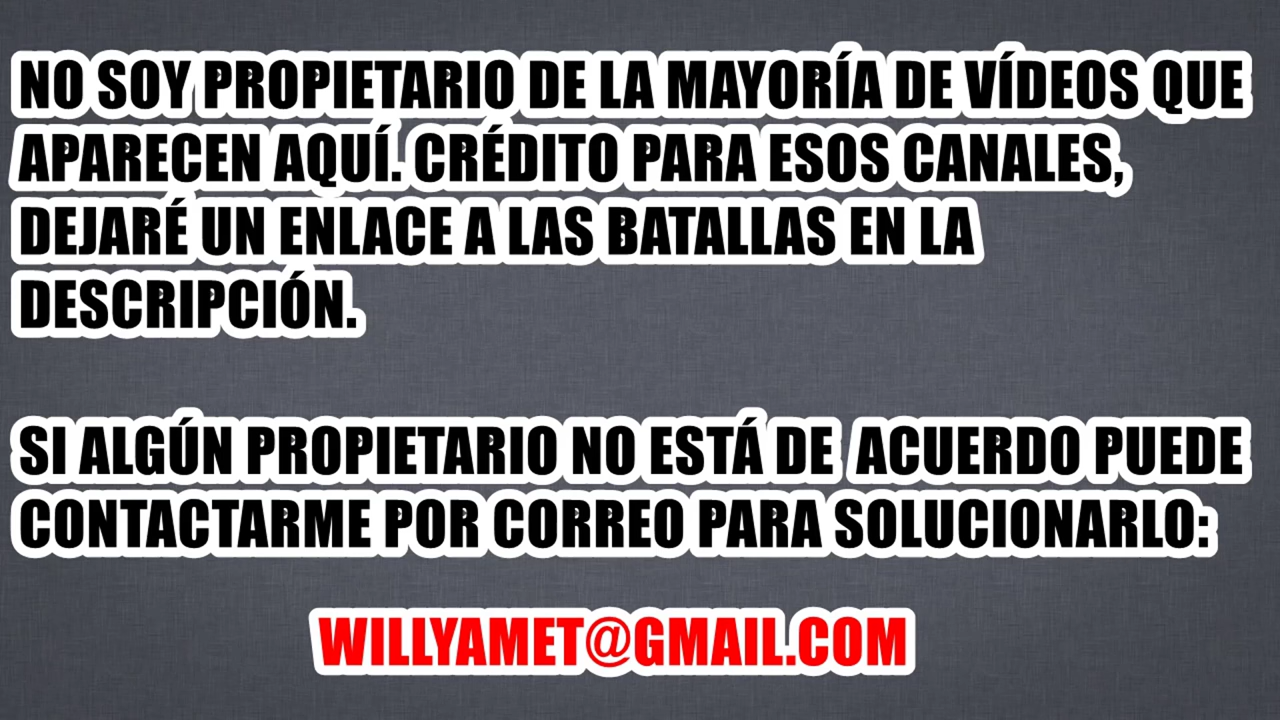 NO SOY PROPIETARIO DE LA MAYORÍA DE VÍDEOS QUE
APARECEN AQUÍ. CRÉDITO PARA ESOS CANALES,
DEJARÉ UN ENLACE A LAS BATALLAS EN LA
DESCRIPCIÓN.
SI ALGÚN PROPIETARIO NO ESTÁ DE ACUERDO PUEDE
CONTACTARME POR CORREO PARA SOLUCIONARLO:
WILLYAMET@GMAIL.COM